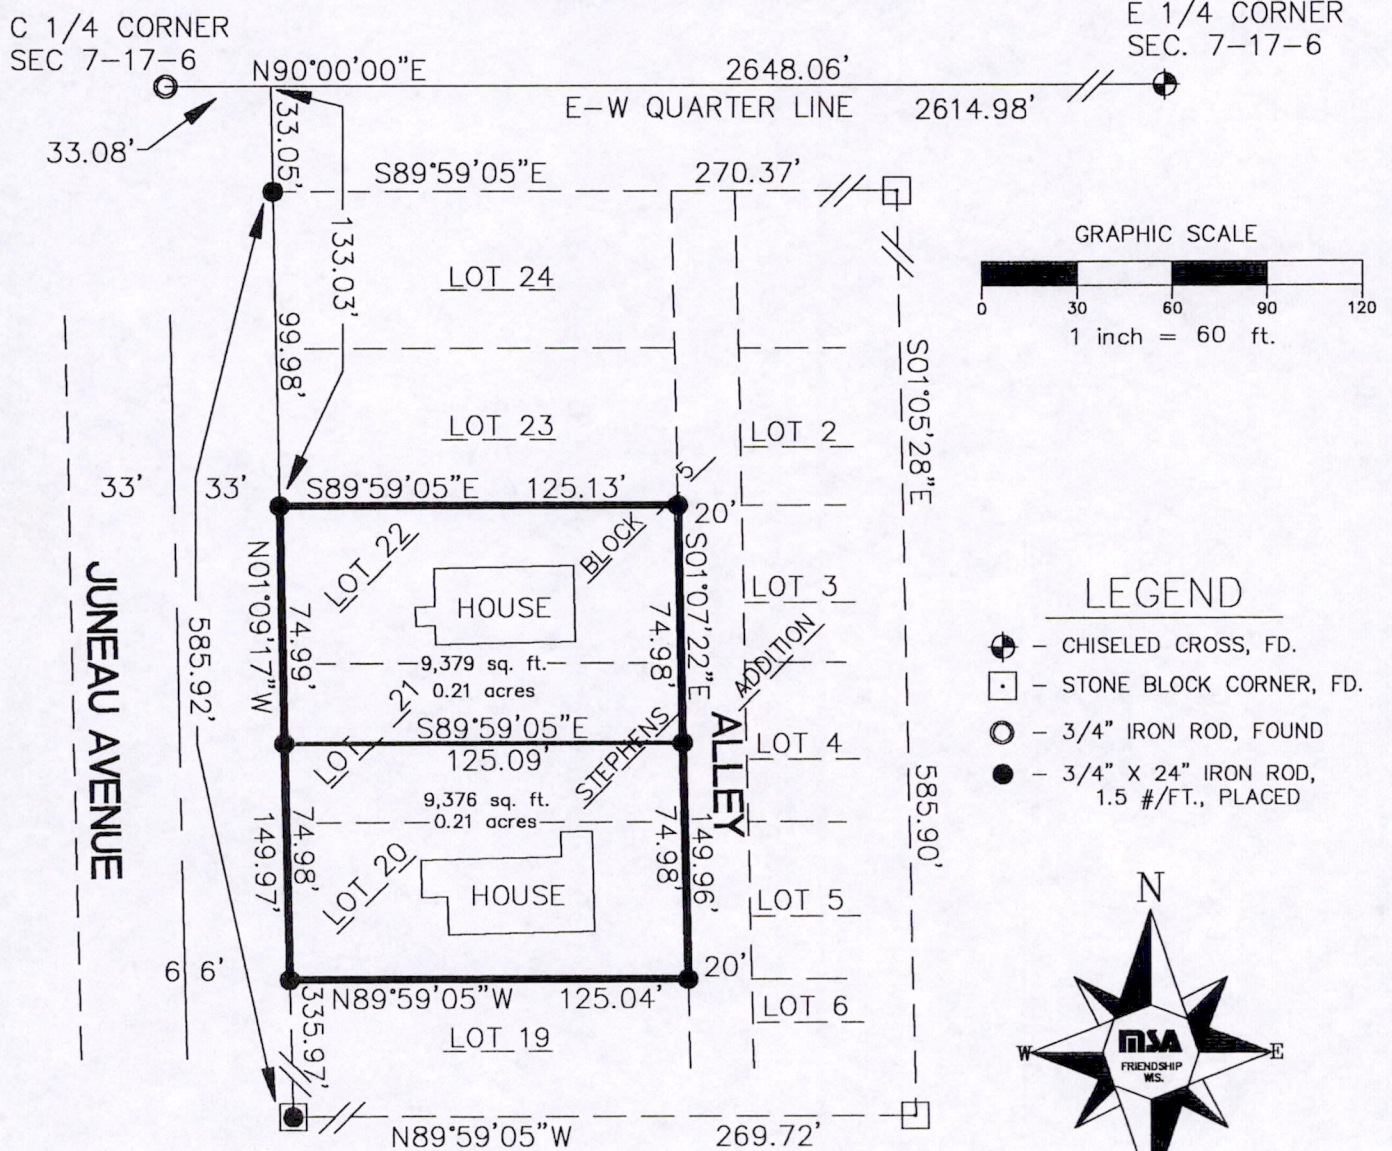 C 1/4 CORNER
SEC 7-17-6
E 1/4 CORNER
SEC. 7-17-6
N90°00'00"E
2648.06'
E-W QUARTER LINE
2614.98'
33.08'
33.05'
S89°59'05"E
270.37'
133.03'
LOT 24
GRAPHIC SCALE
0 30 60 90 120
1 inch = 60 ft.
99.98'
S01°05'28"E
LOT 23
LOT 2
33'
33'
5
S89°59'05"E
125.13'
20'
LOT 22
BLOCK
N01°09'17"W
S01°07'22"E
HOUSE
LOT 3
LEGEND
JUNEAU AVENUE
585.92'
74.99'
74.98'
ADDITION
CHISELED CROSS, FD.
9,379 sq. ft.
0.21 acres
STONE BLOCK CORNER, FD.
LOT 21
S89°59'05"E
125.09'
STEPHENS
ALLEY
LOT 4
3/4" IRON ROD, FOUND
3/4" X 24" IRON ROD,
1.5 #/FT., PLACED
585.90'
9,376 sq. ft.
0.21 acres
149.97'
74.98'
74.98'
149.96'
LOT 20
HOUSE
LOT 5
N
6 6'
20'
N89°59'05"W
125.04'
LOT 6
335.97'
LOT 19
W
MSA
FRIENDSHIP
WIS.
E
N89°59'05"W
269.72'